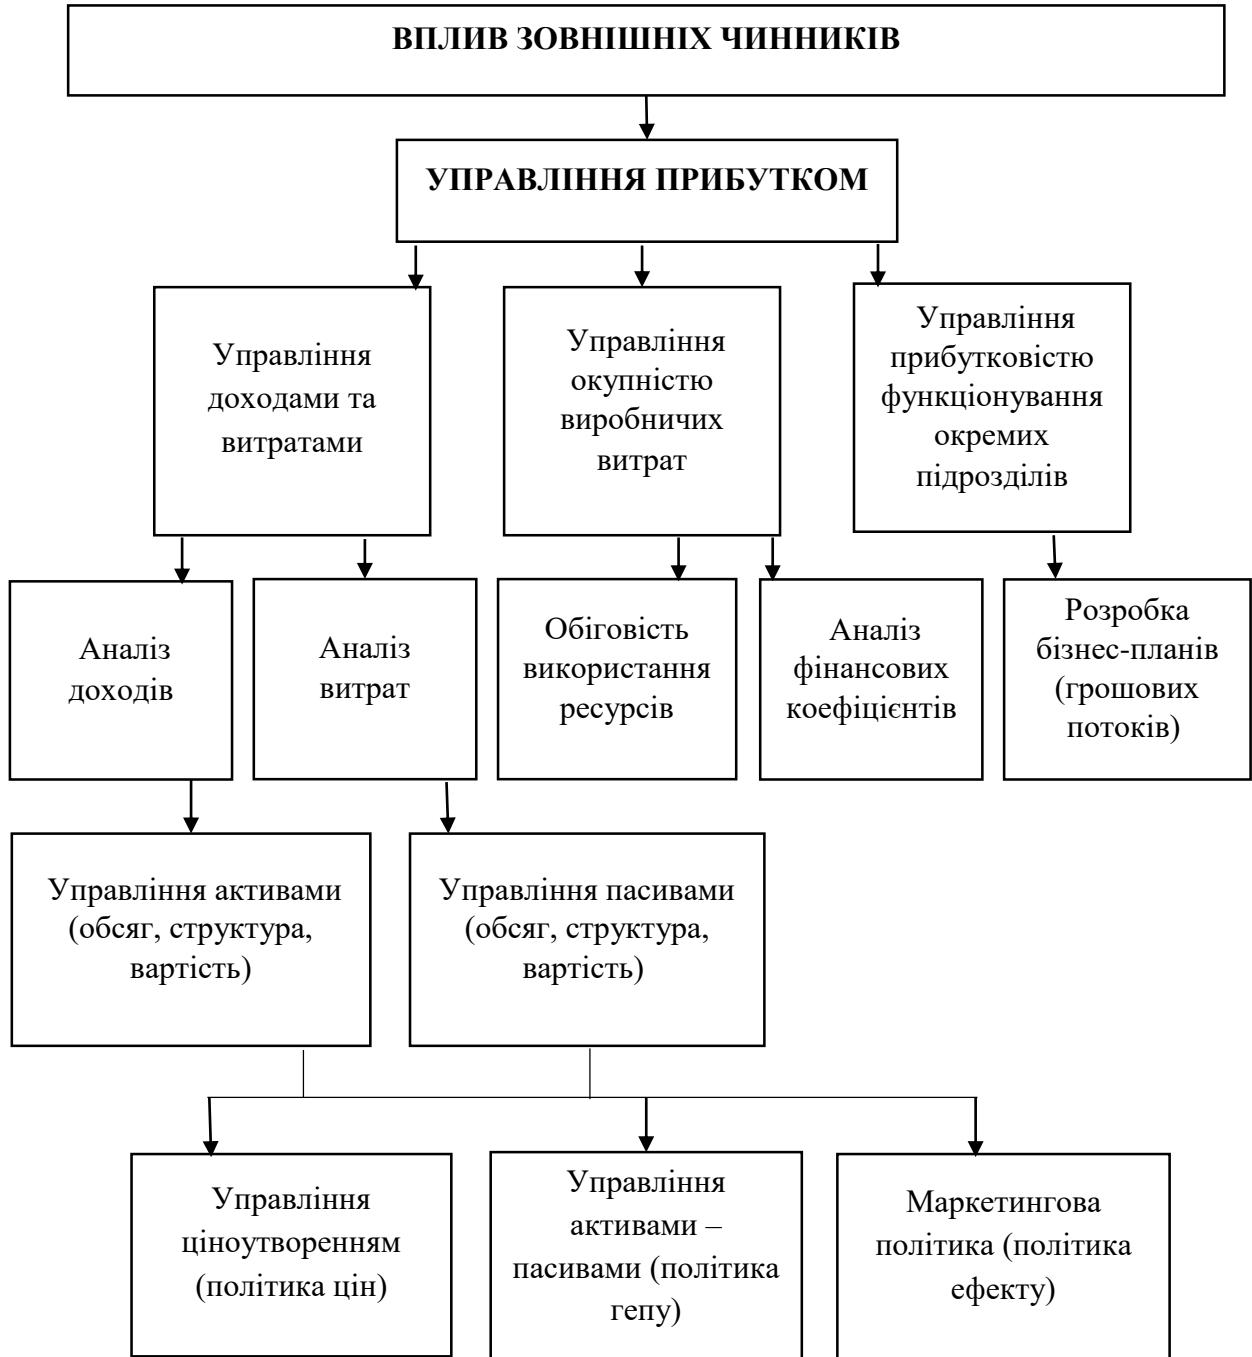 ВПЛИВ ЗОВНІШНІХ ЧИННИКІВ
УПРАВЛІННЯ ПРИБУТКОМ
Управління
доходами та
витратами
Управління
окупністю
виробничих
витрат
Управління
прибутковістю
функціонування
окремих
підрозділів
Аналіз
доходів
Аналіз
витрат
Обіговість
використання
ресурсів
Аналіз
фінансових
коефіцієнтів
Розробка
бізнес-планів
(грошових
потоків)
Управління активами
(обсяг, структура,
вартість)
Управління пасивами
(обсяг, структура,
вартість)
Управління
ціноутворенням
(політика цін)
Управління
активами –
пасивами (політика
гепу)
Маркетингова
політика (політика
ефекту)